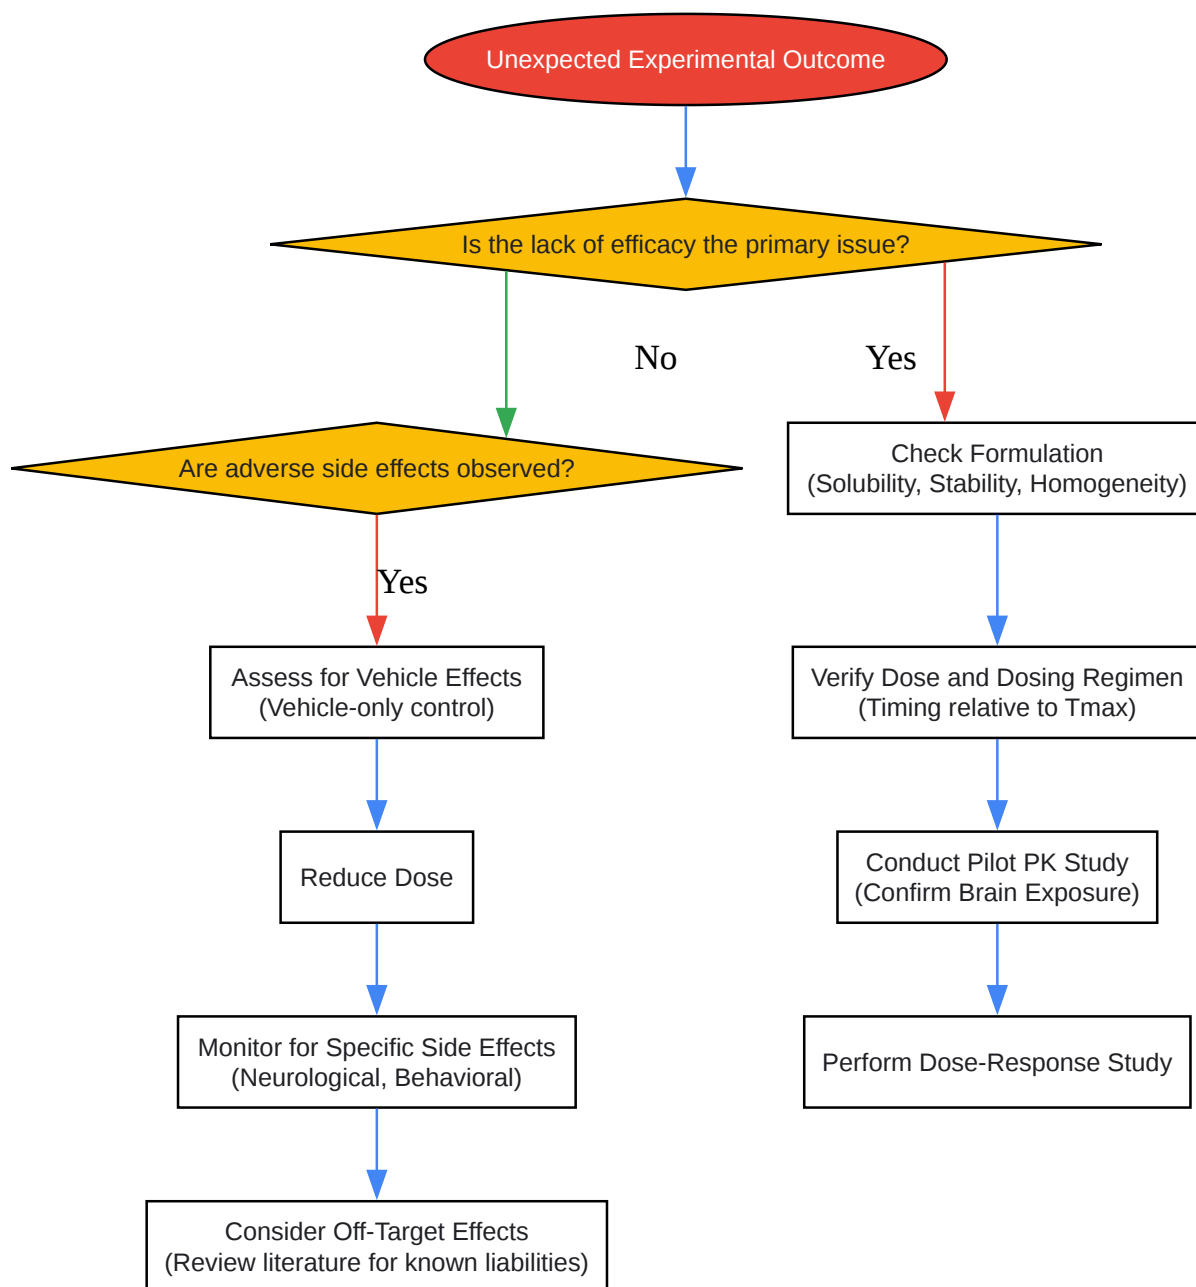 Unexpected Experimental Outcome
Is the lack of efficacy the primary issue?
No
Yes
Are adverse side effects observed?
Check Formulation
(Solubility, Stability, Homogeneity)
Yes
Assess for Vehicle Effects
(Vehicle-only control)
Verify Dose and Dosing Regimen
(Timing relative to Tmax)
Reduce Dose
Conduct Pilot PK Study
(Confirm Brain Exposure)
Monitor for Specific Side Effects
(Neurological, Behavioral)
Perform Dose-Response Study
Consider Off-Target Effects
(Review literature for known liabilities)